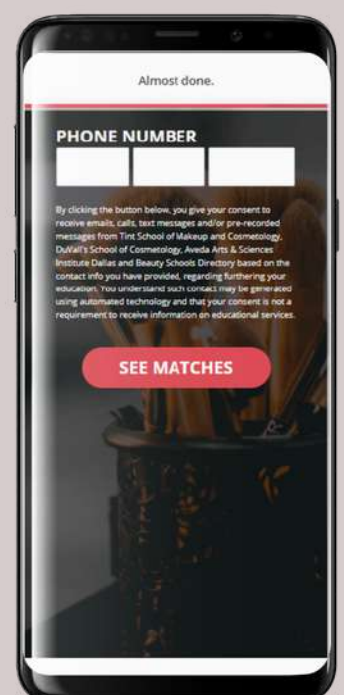 Almost done.
PHONE NUMBER
By clicking the button below, you give your consent to
receive emails, calls, text messages and/or pre-recorded
messages from Tint School of Makeup and Cosmetology,
DuVall's School of Cosmetology, Aveda Arts & Sciences
Institute Dallas and Beauty Schools Directory based on the
contact info you have provided, regarding furthering your
education. You understand such contact may be generated
using automated technology and that your consent is not a
requirement to receive information on educational services.
SEE MATCHES